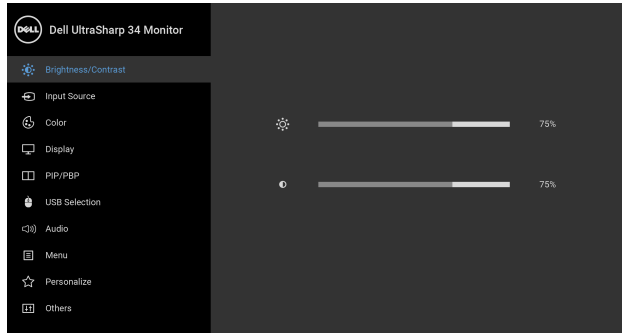 DELL
Dell UltraSharp 34 Monitor
Brightness/Contrast
Input Source
Color
Display
PIP/PBP
USB Selection
Audio
Menu
Personalize
Others
75%
75%